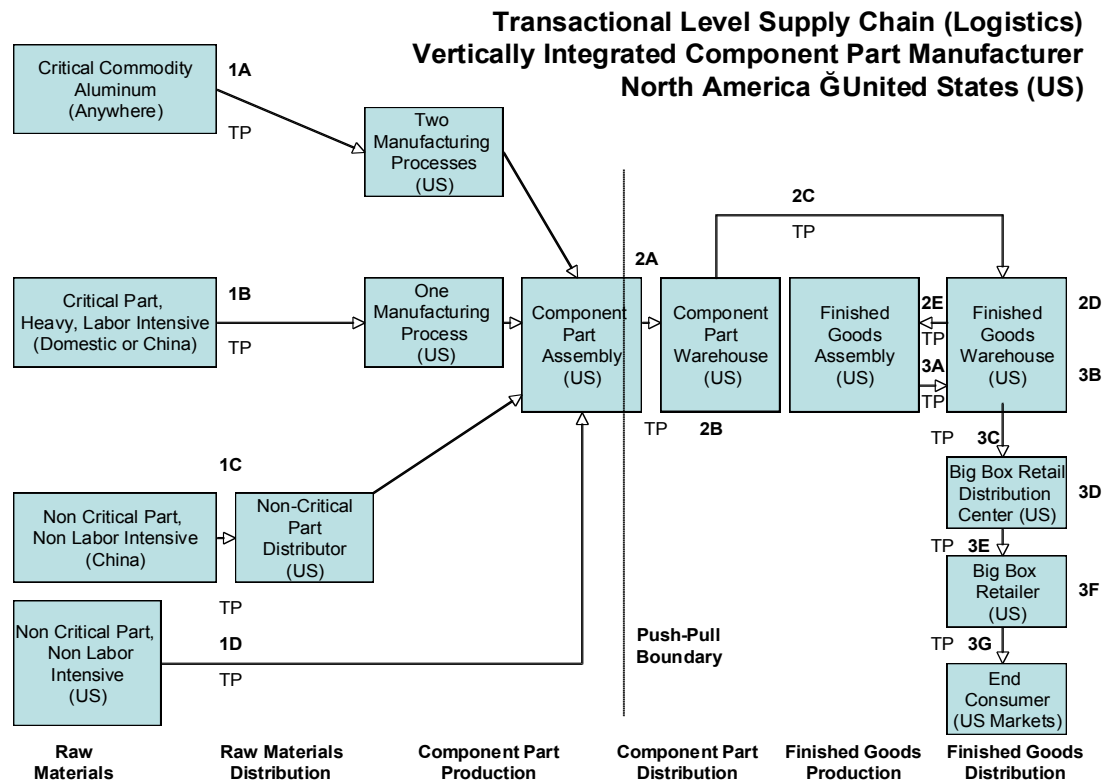 Transactional Level Supply Chain (Logistics)
Vertically Integrated Component Part Manufacturer
North America ĞUnited States (US)
Critical Commodity
Aluminum
(Anywhere)
1A
TP
Two
Manufacturing
Processes
(US)
2C
TP
Critical Part,
Heavy, Labor Intensive
(Domestic or China)
1B
TP
One
Manufacturing
Process
(US)
Component
Part
Assembly
(US)
2A
Component
Part
Warehouse
(US)
TP
2B
Finished
Goods
Assembly
(US)
2E
TP
3A
TP
Finished
Goods
Warehouse
(US)
2D
3B
TP
3C
Non Critical Part,
Non Labor Intensive
(China)
1C
TP
Non-Critical
Part
Distributor
(US)
Big Box Retail
Distribution
Center (US)
3D
TP
3E
Big Box
Retailer
(US)
3F
TP
3G
End
Consumer
(US Markets)
Non Critical Part,
Non Labor
Intensive
(US)
1D
TP
Push-Pull
Boundary
Raw
Materials
Raw Materials
Distribution
Component Part
Production
Component Part
Distribution
Finished Goods
Production
Finished Goods
Distribution